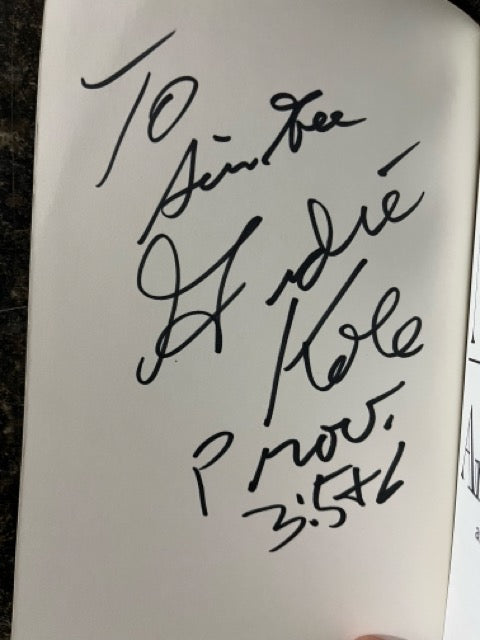 To
André
Kole
Prov.
3:5+6